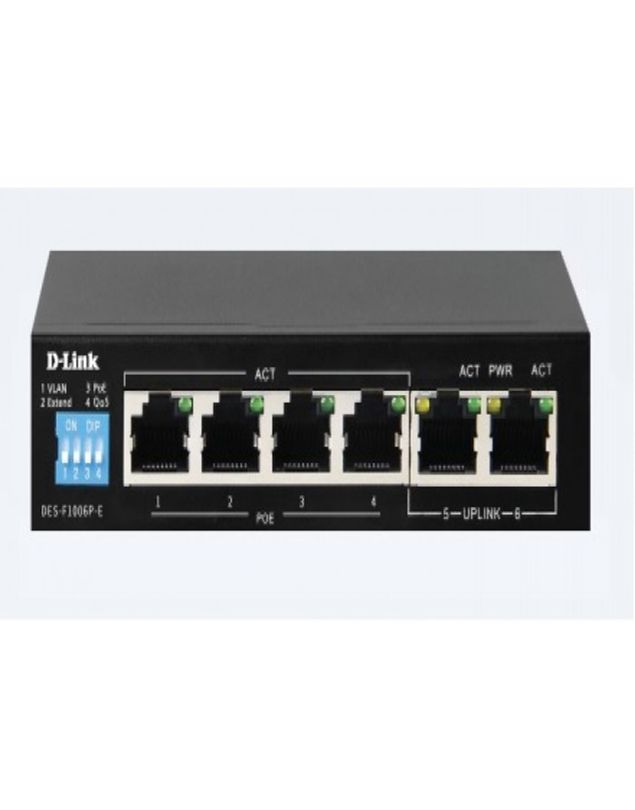 D-Link
1 VLAN 3 PoE
2 Extend 4 QoS
ON DIP
1 2 3 4
DES-F1006P-E
ACT
ACT PWR ACT
1 2 3 4
POE
5 UPLINK 6